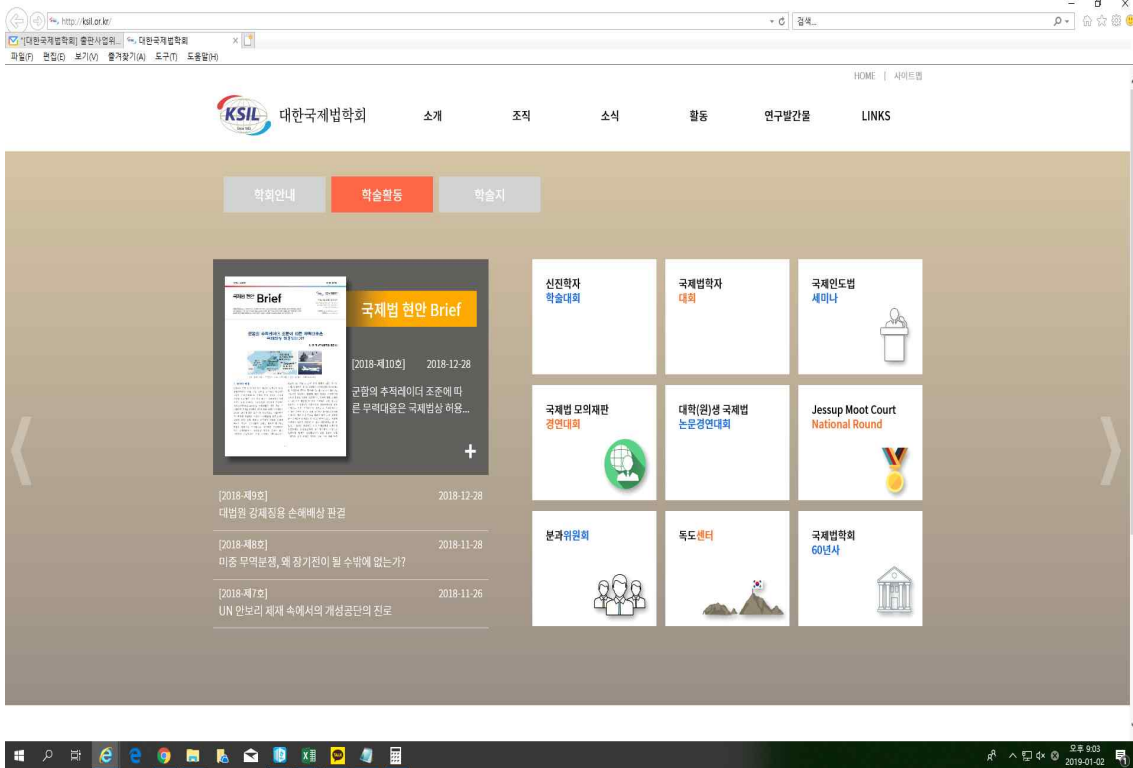 http://ksil.or.kr/
검색...
*[대한국제법학회] 출판사업위...
대한국제법학회
파일(F) 편집(E) 보기(V) 즐겨찾기(A) 도구(T) 도움말(H)
HOME | 사이트맵
KSIL 대한국제법학회
소개 조직 소식 활동 연구발간물 LINKS
학회안내 학술활동 학술지
국제법 현안 Brief
국제법 현안 Brief
[2018-제10호] 2018-12-28
군함의 추적레이더 조준에 따
른 무력대응은 국제법상 허용...
+
[2018-제9호] 2018-12-28
대법원 강제징용 손해배상 판결
[2018-제8호] 2018-11-28
미중 무역분쟁, 왜 장기전이 될 수밖에 없는가?
[2018-제7호] 2018-11-26
UN 안보리 제재 속에서의 개성공단의 진로
신진학자
학술대회
국제법학자
대회
국제인도법
세미나
국제법 모의재판
경연대회
대학(원)생 국제법
논문경연대회
Jessup Moot Court
National Round
분과위원회
독도센터
국제법학회
60년사
오후 9:03
2019-01-02